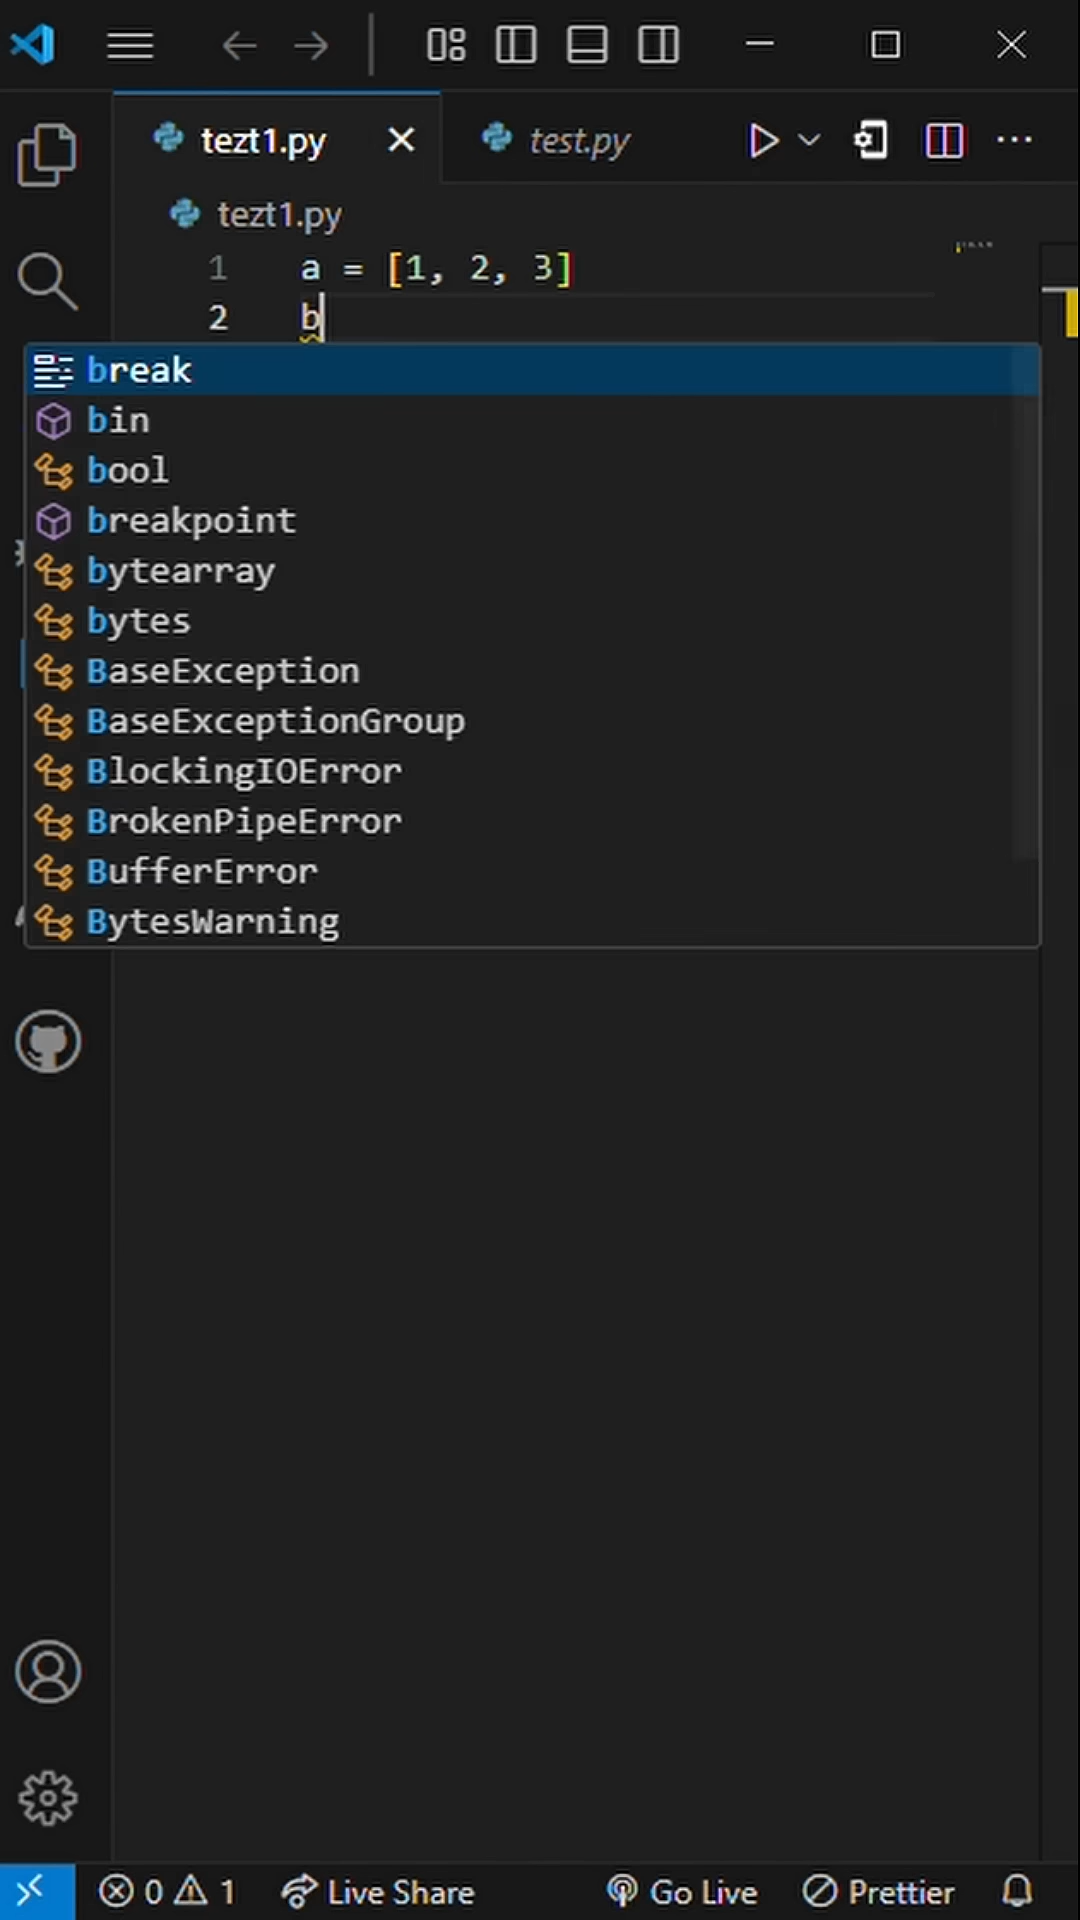 tezt1.py test.py
tezt1.py
1 a = [1, 2, 3]
2 b
break
bin
bool
breakpoint
bytearray
bytes
BaseException
BaseExceptionGroup
BlockingIOError
BrokenPipeError
BufferError
BytesWarning
0 1 Live Share Go Live Prettier